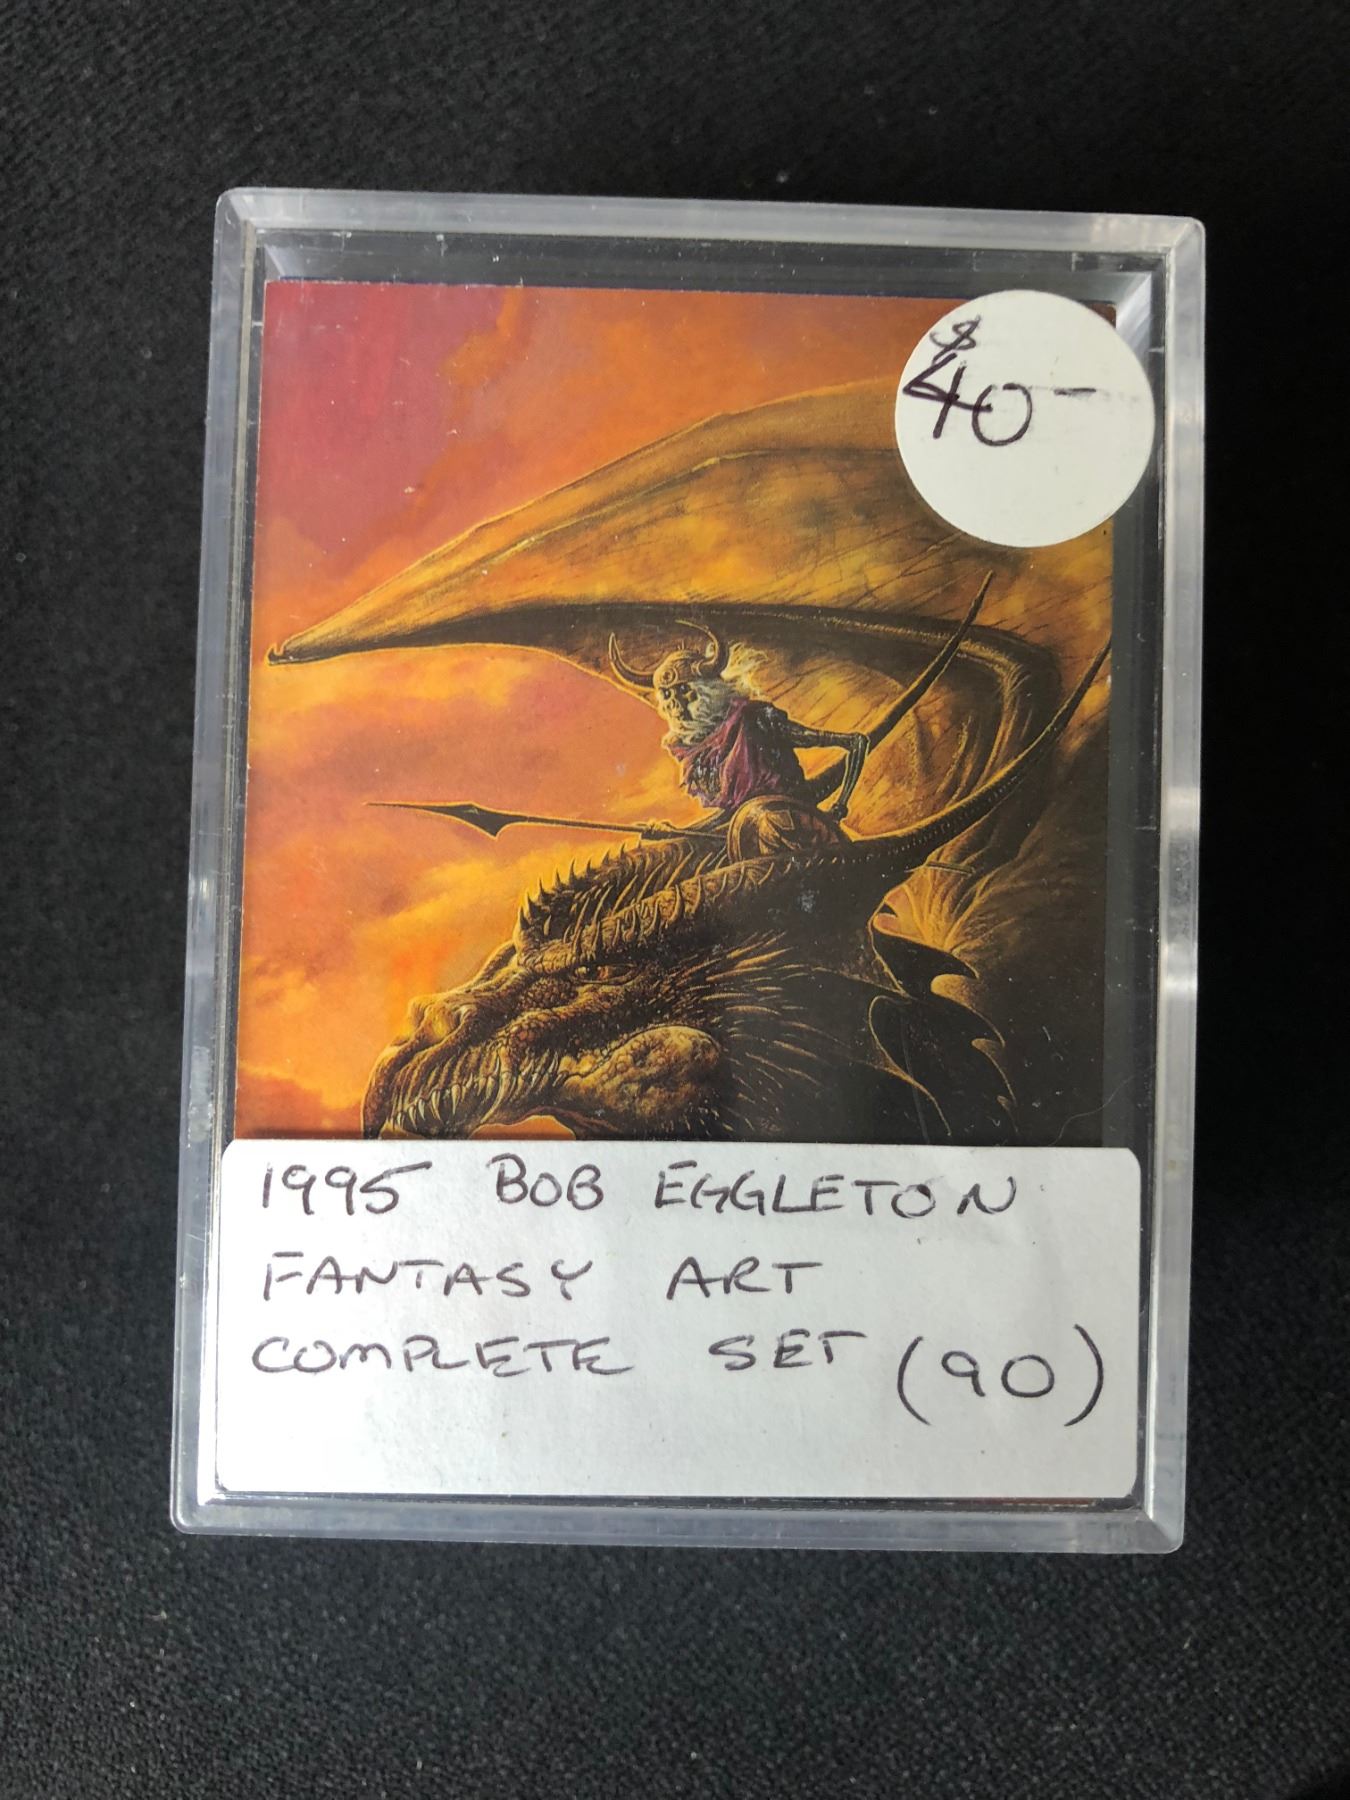 $
40-
1995 BOB EGGLETON
FANTASY ART
COMPLETE SET (90)